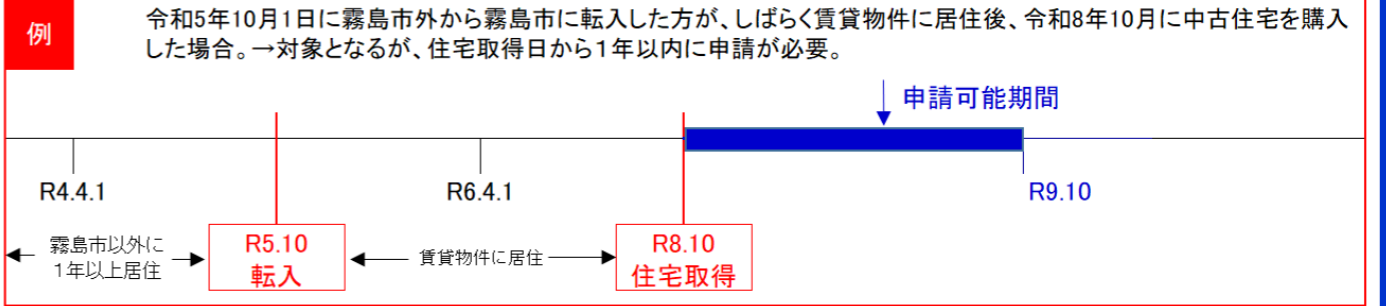 例
令和5年10月1日に霧島市外から霧島市に転入した方が、しばらく賃貸物件に居住後、令和8年10月に中古住宅を購入
した場合。→対象となるが、住宅取得日から1年以内に申請が必要。
申請可能期間
R4.4.1
R6.4.1
R9.10
霧島市以外に
1年以上居住
R5.10
転入
賃貸物件に居住
R8.10
住宅取得